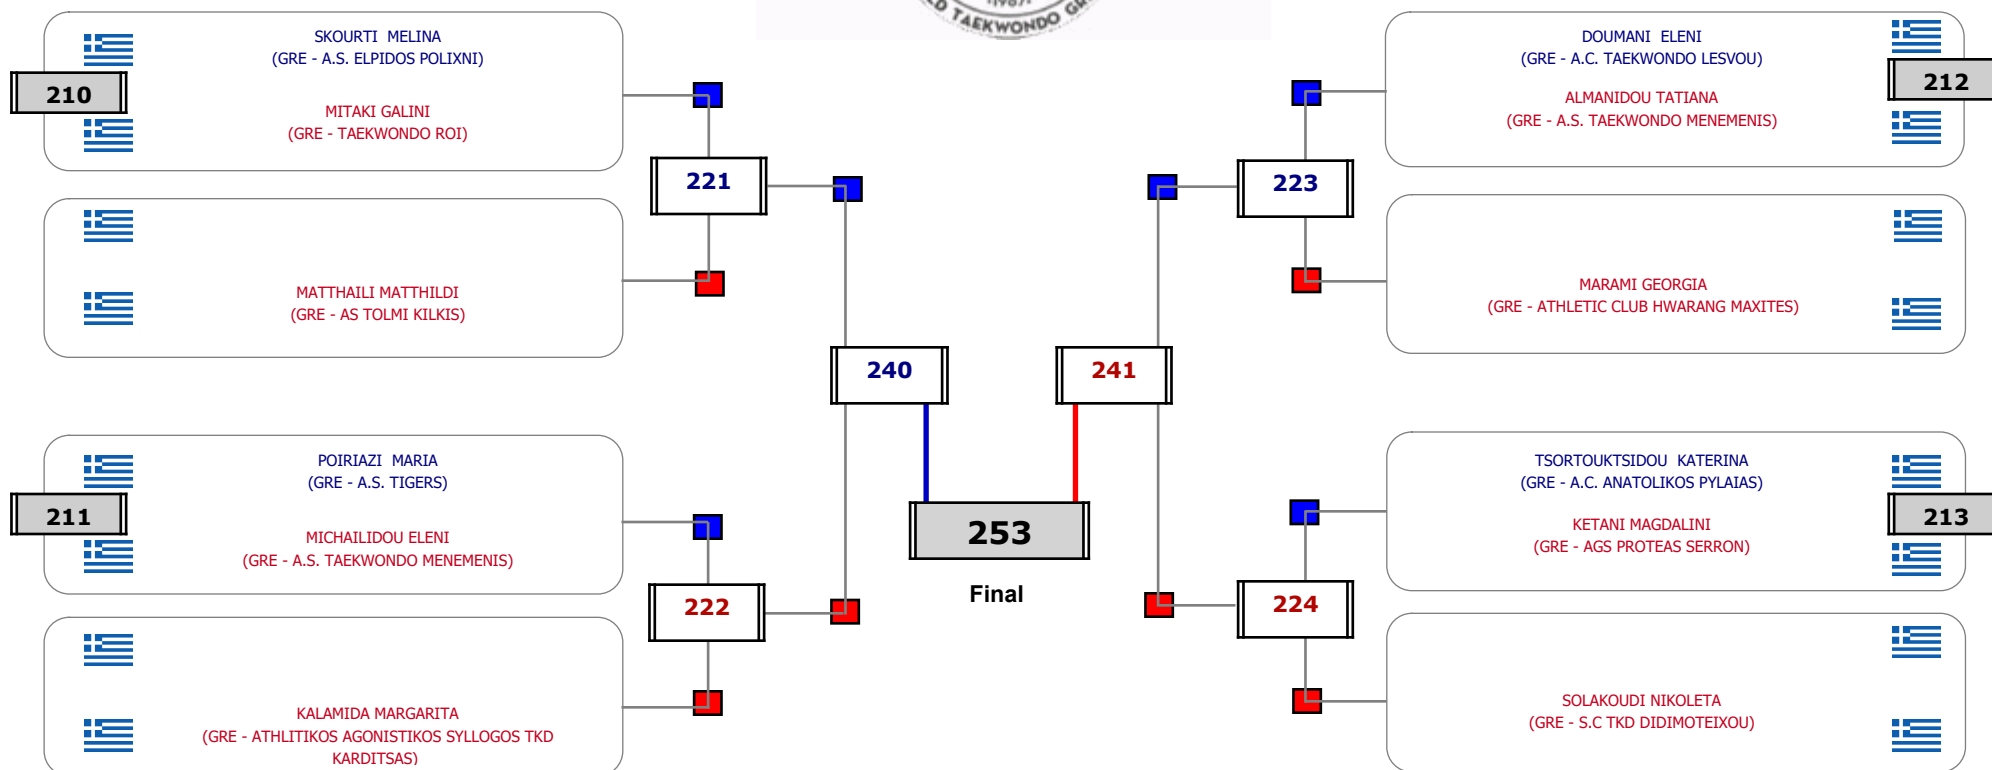 TAEKWONDO
SKOURTI MELINA
(GRE - A.S. ELPIDOS POLIXNI)
210
MITAKI GALINI
(GRE - TAEKWONDO ROI)
221
MATTHAILI MATTHILDI
(GRE - AS TOLMI KILKIS)
240
POIRIAZI MARIA
(GRE - A.S. TIGERS)
211
MICHAILIDOU ELENI
(GRE - A.S. TAEKWONDO MENEMENIS)
222
KALAMIDA MARGARITA
(GRE - ATHLITIKOS AGONISTIKOS SYLLOGOS TKD
KARDITSAS)
253
Final
DOUMANI ELENI
(GRE - A.C. TAEKWONDO LESVOU)
212
ALMANIDOU TATIANA
(GRE - A.S. TAEKWONDO MENEMENIS)
223
MARAMI GEORGIA
(GRE - ATHLETIC CLUB HWARANG MAXITES)
241
TSORTOUKTSIDOU KATERINA
(GRE - A.C. ANATOLIKOS PYLAIAS)
213
KETANI MAGDALINI
(GRE - AGS PROTEAS SERRON)
224
SOLAKOUDI NIKOLETA
(GRE - S.C TKD DIDIMOTEIXOU)